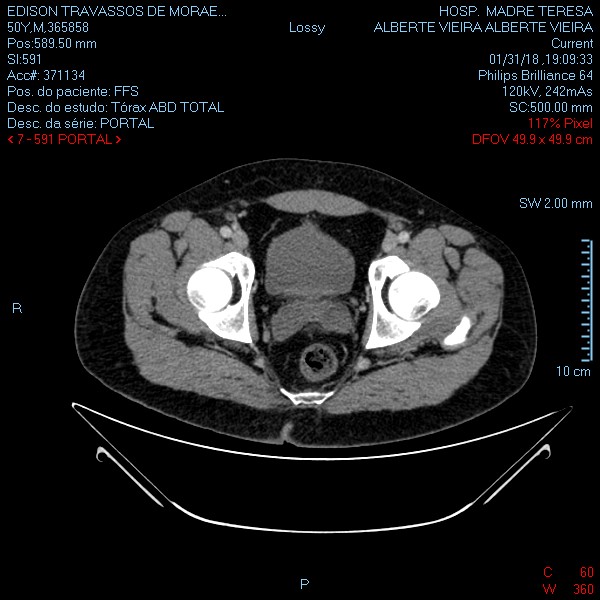 EDISON TRAVASSOS DE MORAE...
50Y,M,365858
Pos:589.50 mm
SI:591
Acc#: 371134
Pos. do paciente: FFS
Desc. do estudo: Tórax ABD TOTAL
Desc. da série: PORTAL
< 7 - 591 PORTAL >
Lossy
HOSP. MADRE TERESA
ALBERTE VIEIRA ALBERTE VIEIRA
Current
01/31/18 ,19:09:33
Philips Brilliance 64
120kV, 242mAs
SC:500.00 mm
117% Pixel
DFOV 49.9 x 49.9 cm
SW 2.00 mm
R
10 cm
P
C 60
W 360